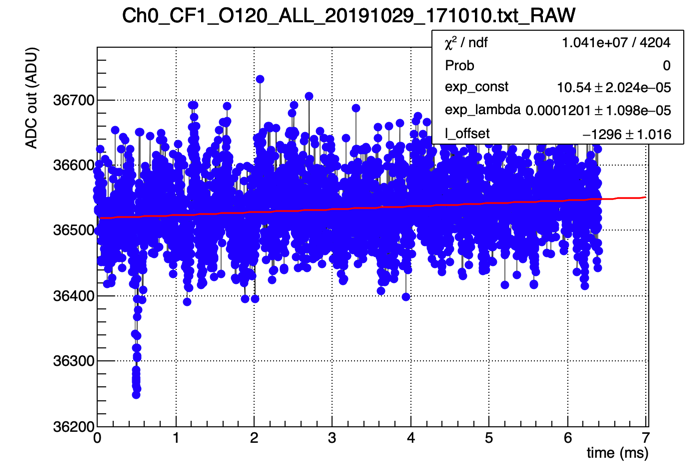 Ch0_CF1_O120_ALL_20191029_171010.txt_RAW
χ² / ndf 1.041e+07 / 4204
Prob 0
exp_const 10.54 ± 2.024e−05
exp_lambda 0.0001201 ± 1.098e−05
l_offset −1296 ± 1.016
ADC out (ADU)
36700
36600
36500
36400
36300
36200
0 1 2 3 4 5 6 7
time (ms)